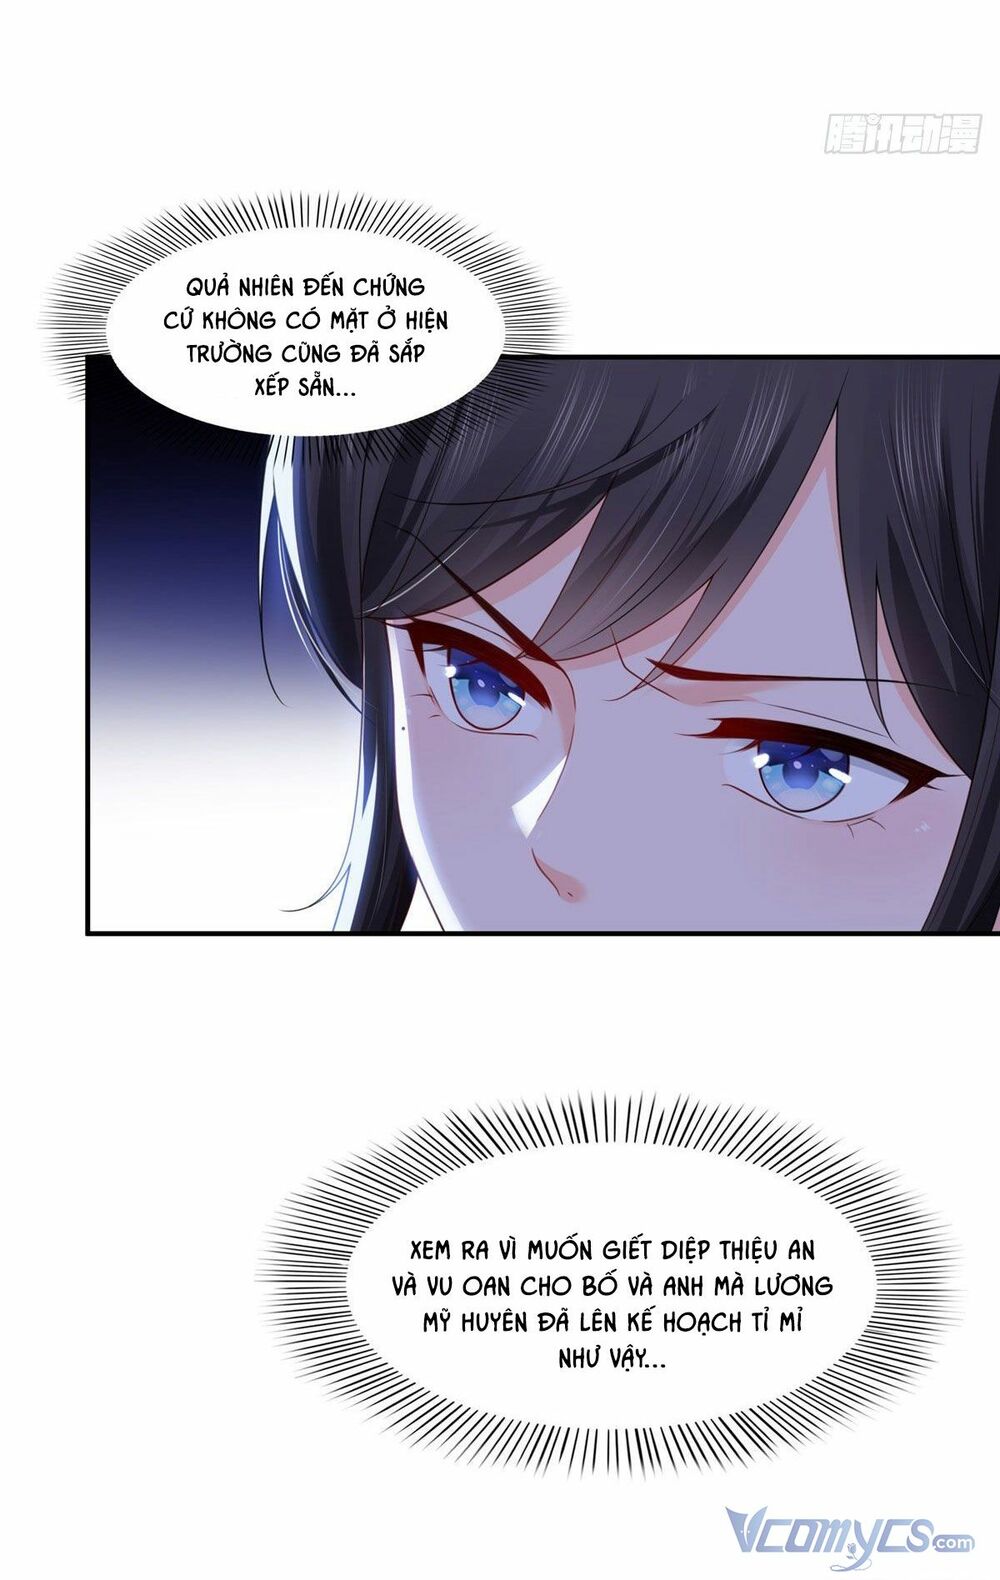 腾讯动漫
QUẢ NHIÊN ĐẾN CHỨNG
CỨ KHÔNG CÓ MẶT Ở HIỆN
TRƯỜNG CŨNG ĐÃ SẮP
XẾP SẴN...
XEM RA VÌ MUỐN GIẾT DIỆP THIỆU AN
VÀ VU OAN CHO BỐ VÀ ANH MÀ LƯƠNG
MỸ HUYÊN ĐÃ LÊN KẾ HOẠCH TỈ MỈ
NHƯ VẬY...
Vcomycs.com